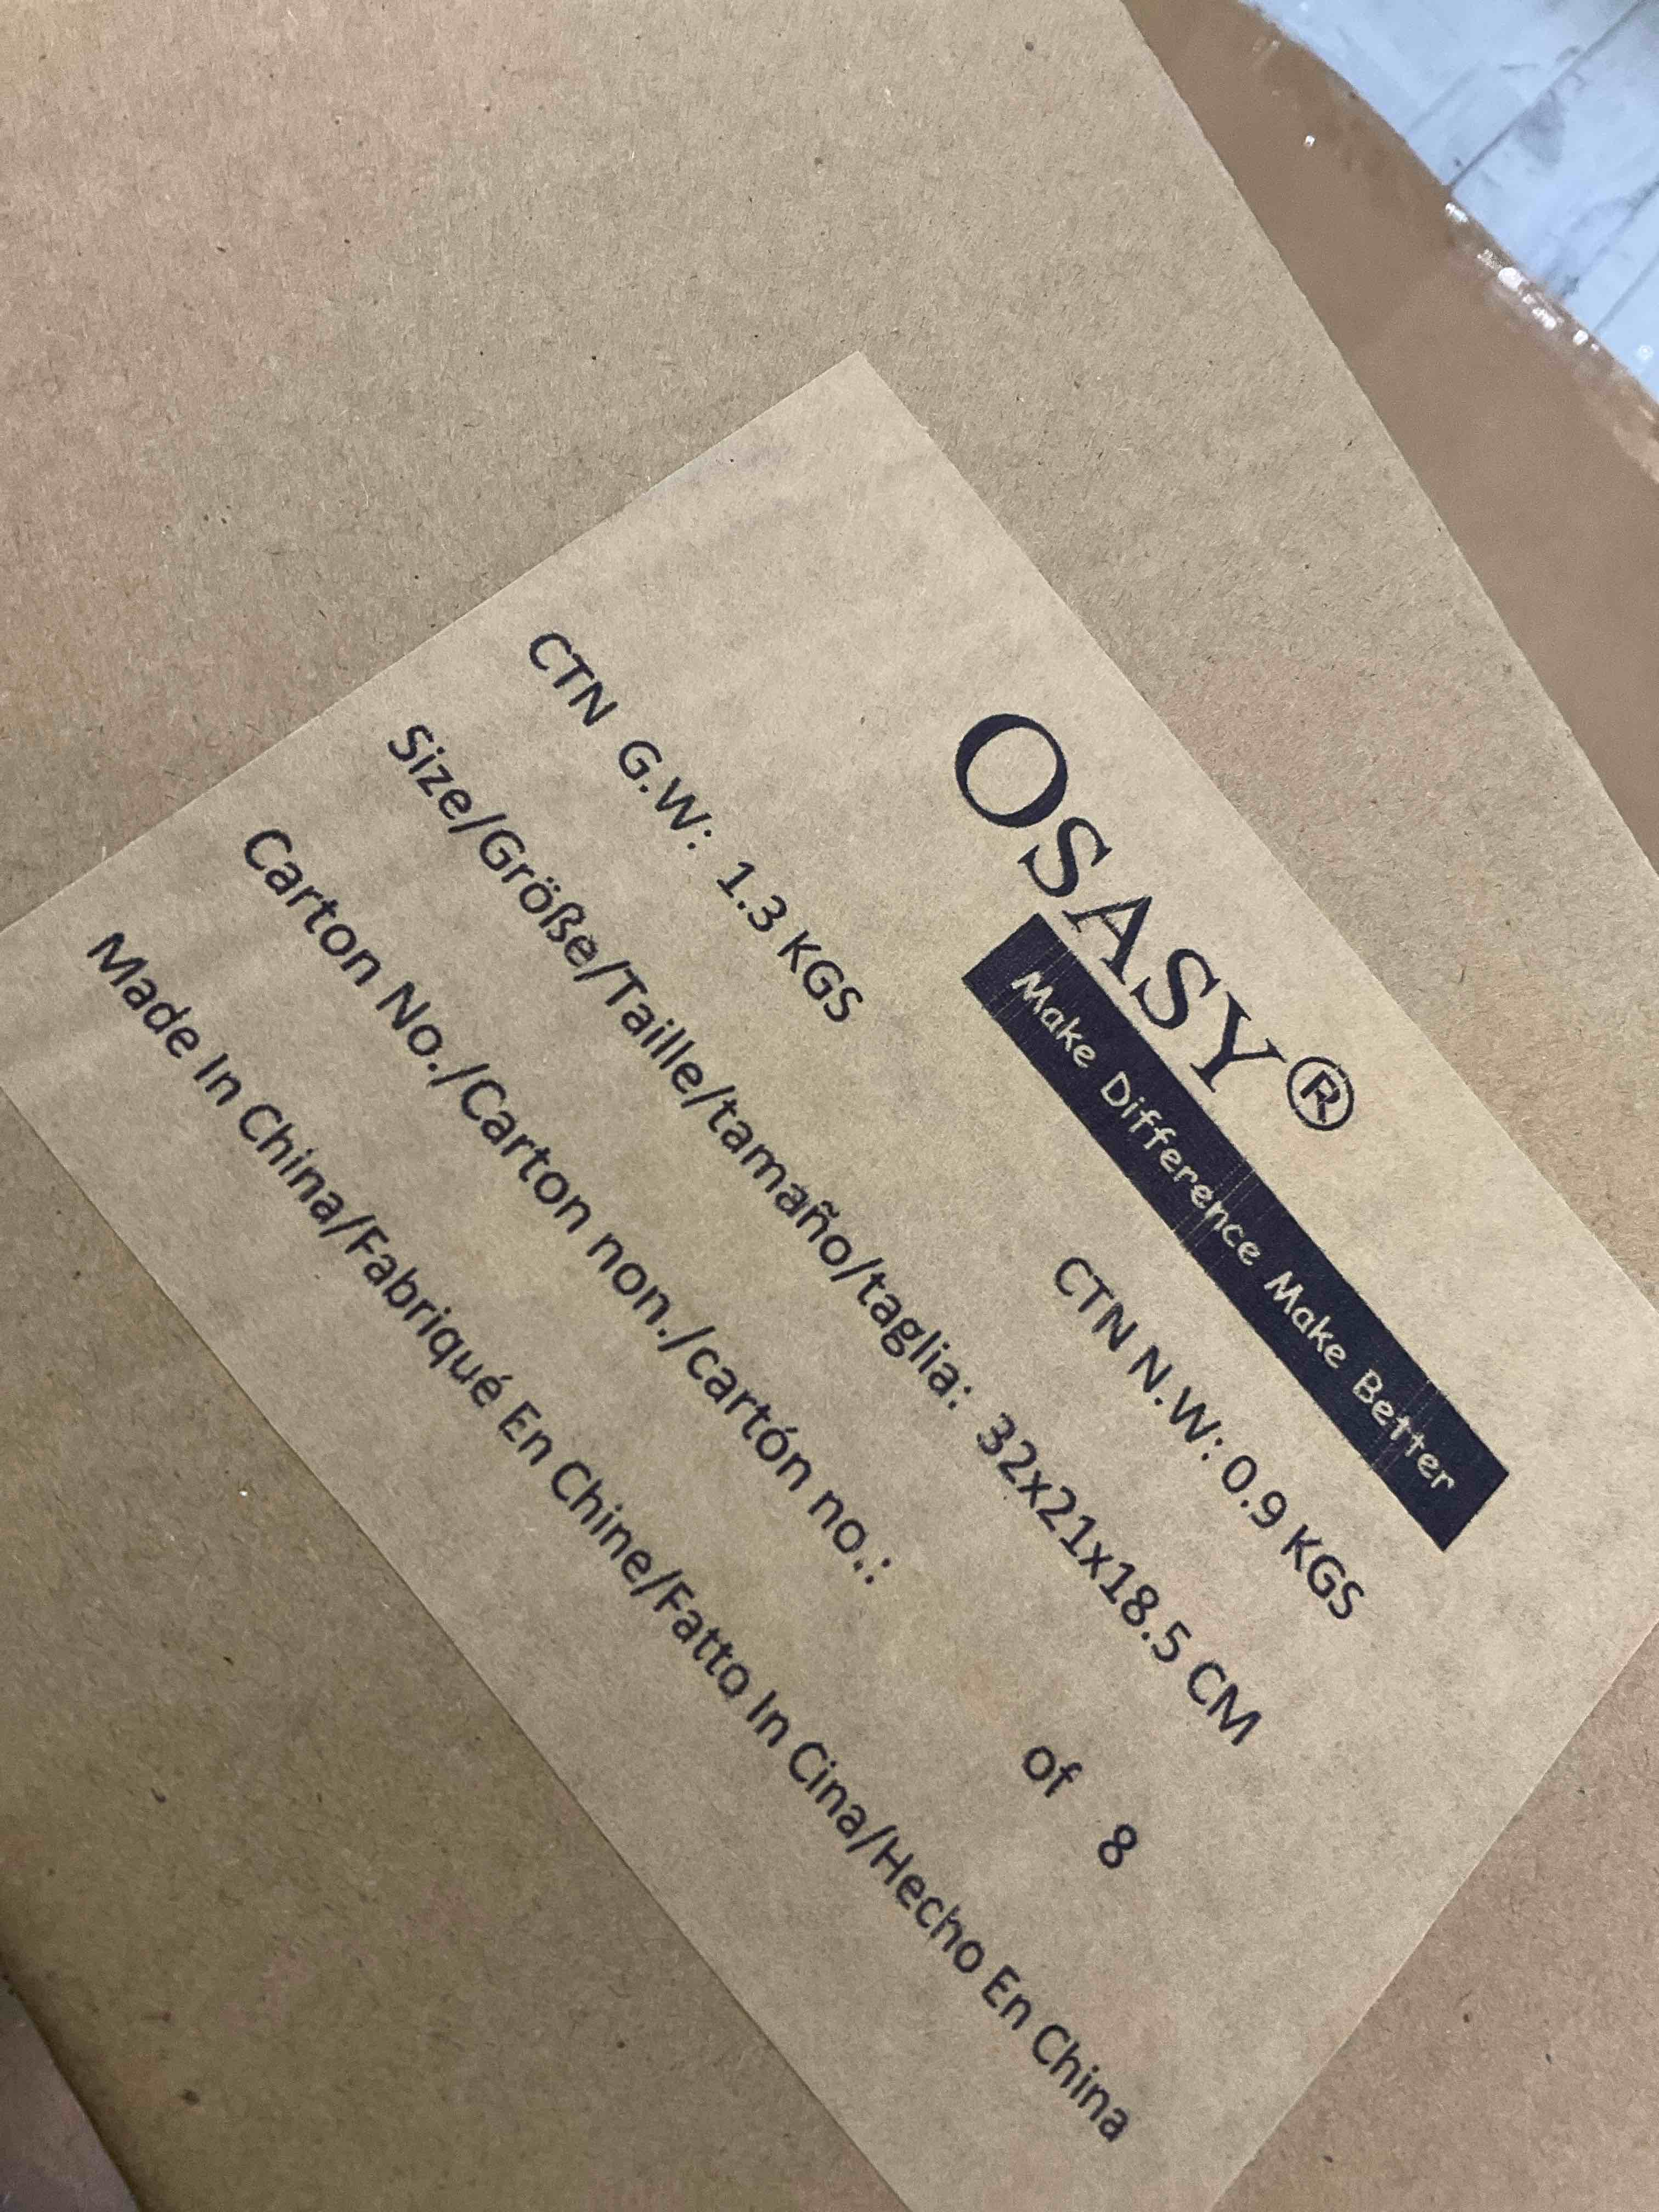 OSASY®
Make Difference Make Better
CTN G.W: 1.3 KGS CTN N.W: 0.9 KGS
Size/Größe/Taille/tamaño/taglia: 32x21x18.5 CM
Carton No./Carton non./cartón no.: of 8
Made In China/Fabriqué En Chine/Fatto In Cina/Hecho En China